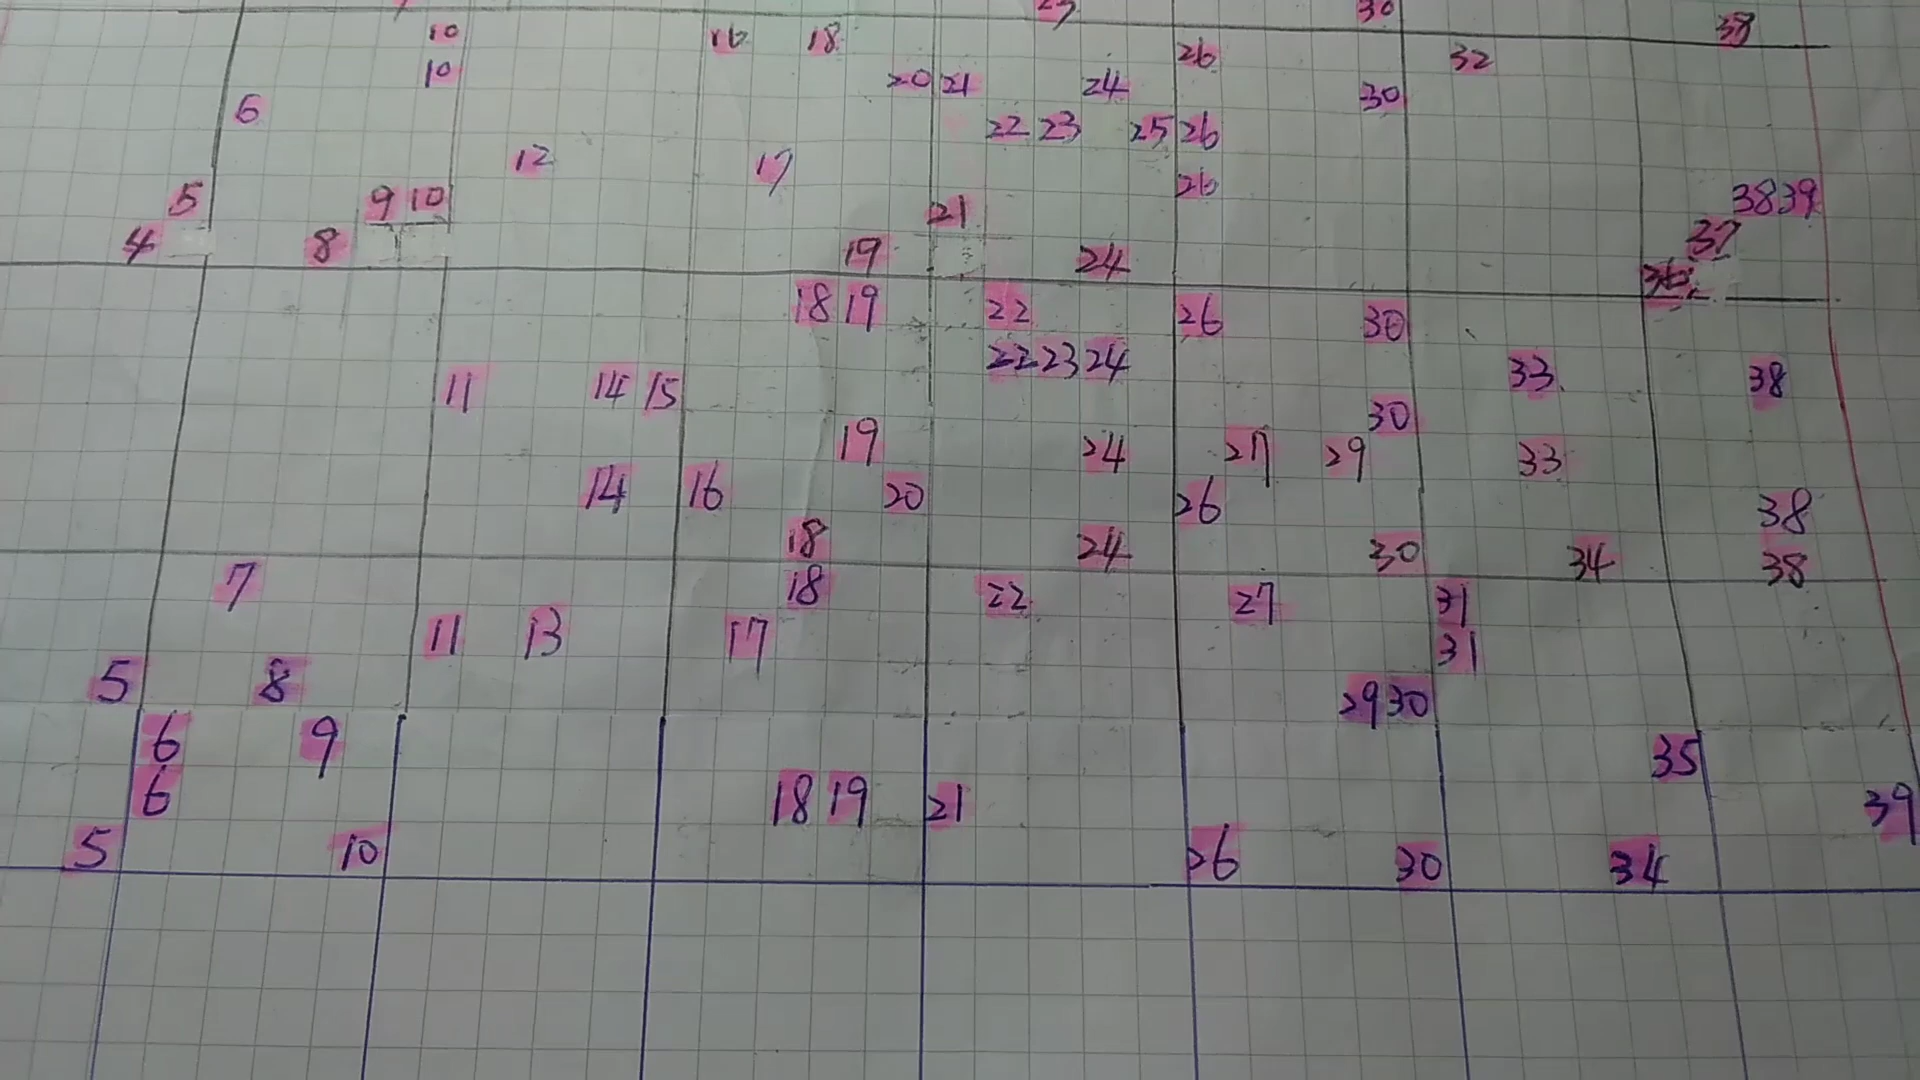 30 38
10 16 18 26 32
10 20 21 24 30
6 22 23 25 26
12 17 26 38 39
5 9 10 21 37
4 8 19 24 36
18 19 22 26 30
22 23 24 33 38
11 14 15 30
19 24 27 29 33
14 16 20 26 38
18 24 30 34 38
7 18 22 27 31
11 13 17 31
5 8 29 30
6 9 35
6 18 19 21 39
5 10 26 30 34